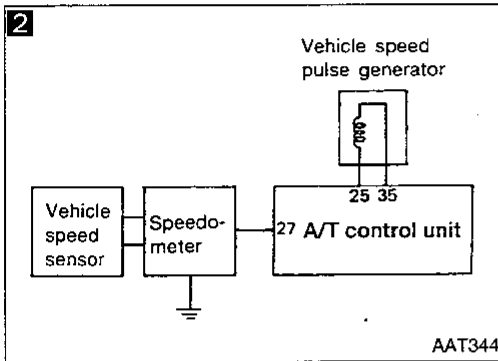 2
Vehicle speed
pulse generator
25 35
Vehicle
speed
sensor
Speedo-
meter
27 A/T control unit
AAT344